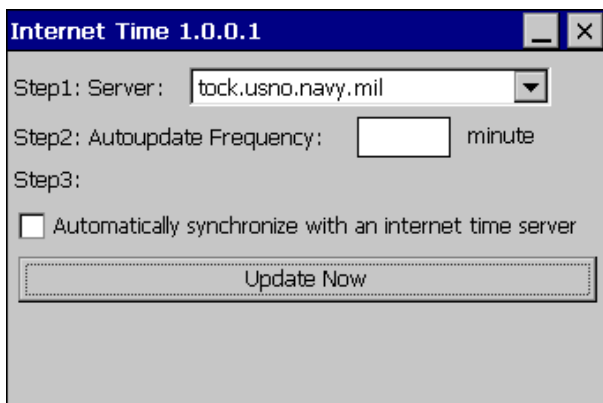 Internet Time 1.0.0.1
Step1: Server: tock.usno.navy.mil
Step2: Autoupdate Frequency: minute
Step3:
Automatically synchronize with an internet time server
Update Now